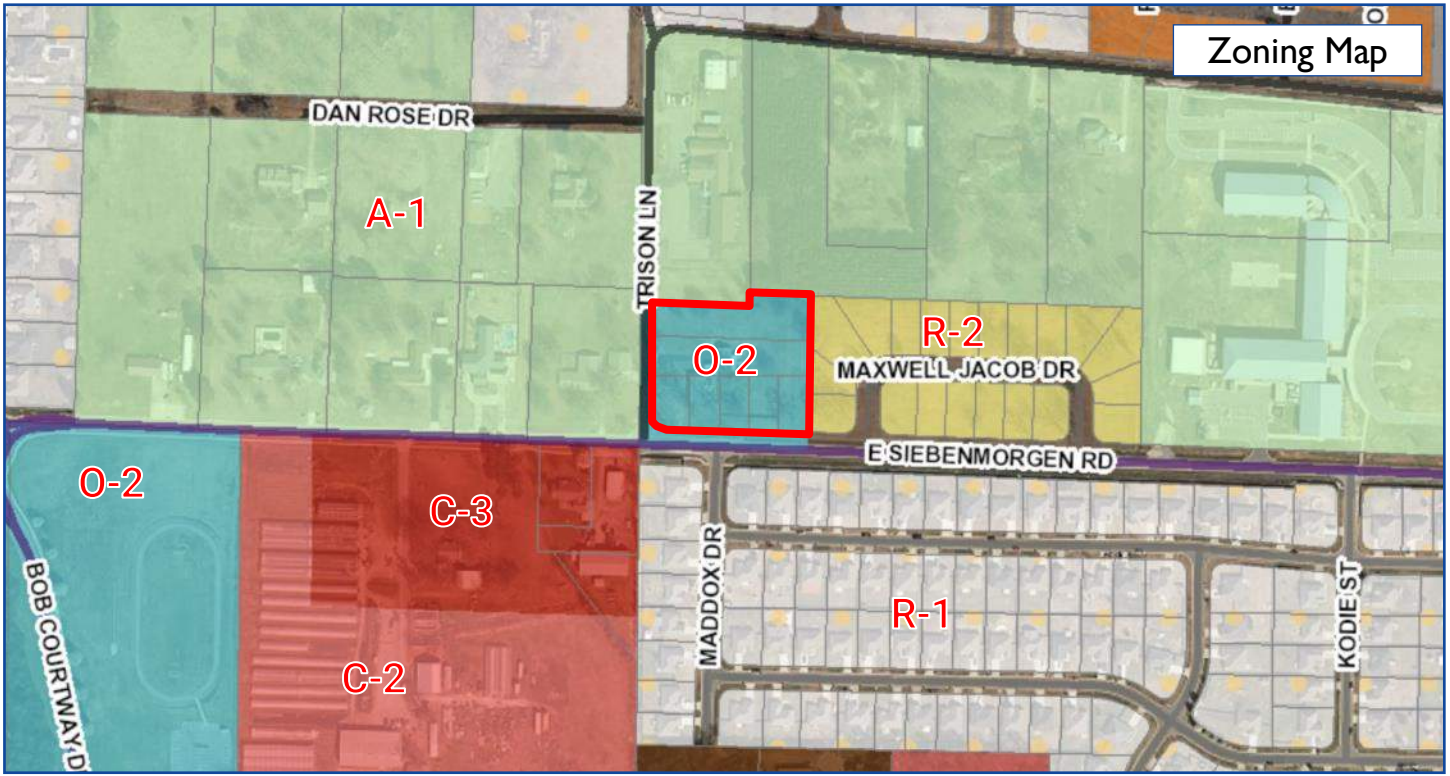 Zoning Map
DAN ROSE DR
A-1
TRISON LN
R-2
O-2
MAXWELL JACOB DR
E SIEBENMORGEN RD
O-2
C-3
BOB COURTWAY D
MADDOX DR
R-1
KODIE ST
C-2